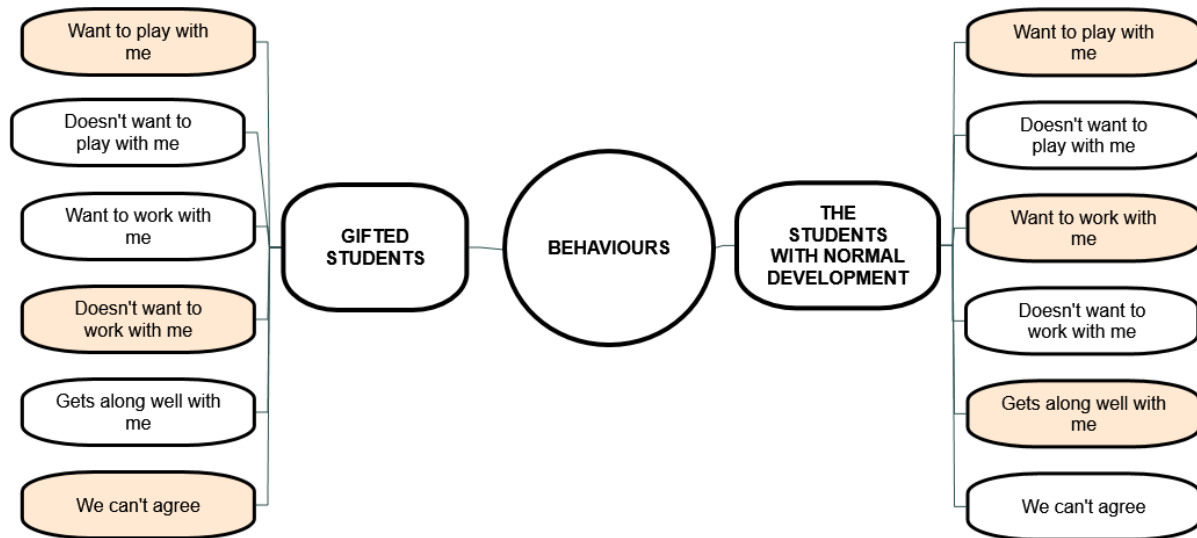 Want to play with
me
Doesn't want to
play with me
Want to work with
me
Doesn't want to
work with me
Gets along well with
me
We can't agree
GIFTED
STUDENTS
BEHAVIOURS
THE
STUDENTS
WITH NORMAL
DEVELOPMENT
Want to play with
me
Doesn't want to
play with me
Want to work with
me
Doesn't want to
work with me
Gets along well with
me
We can't agree